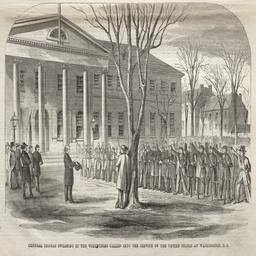 GENERAL THOMAS SWEARING IN THE VOLUNTEERS CALLED INTO THE SERVICE OF THE UNITED STATES AT WASHINGTON, D.C.